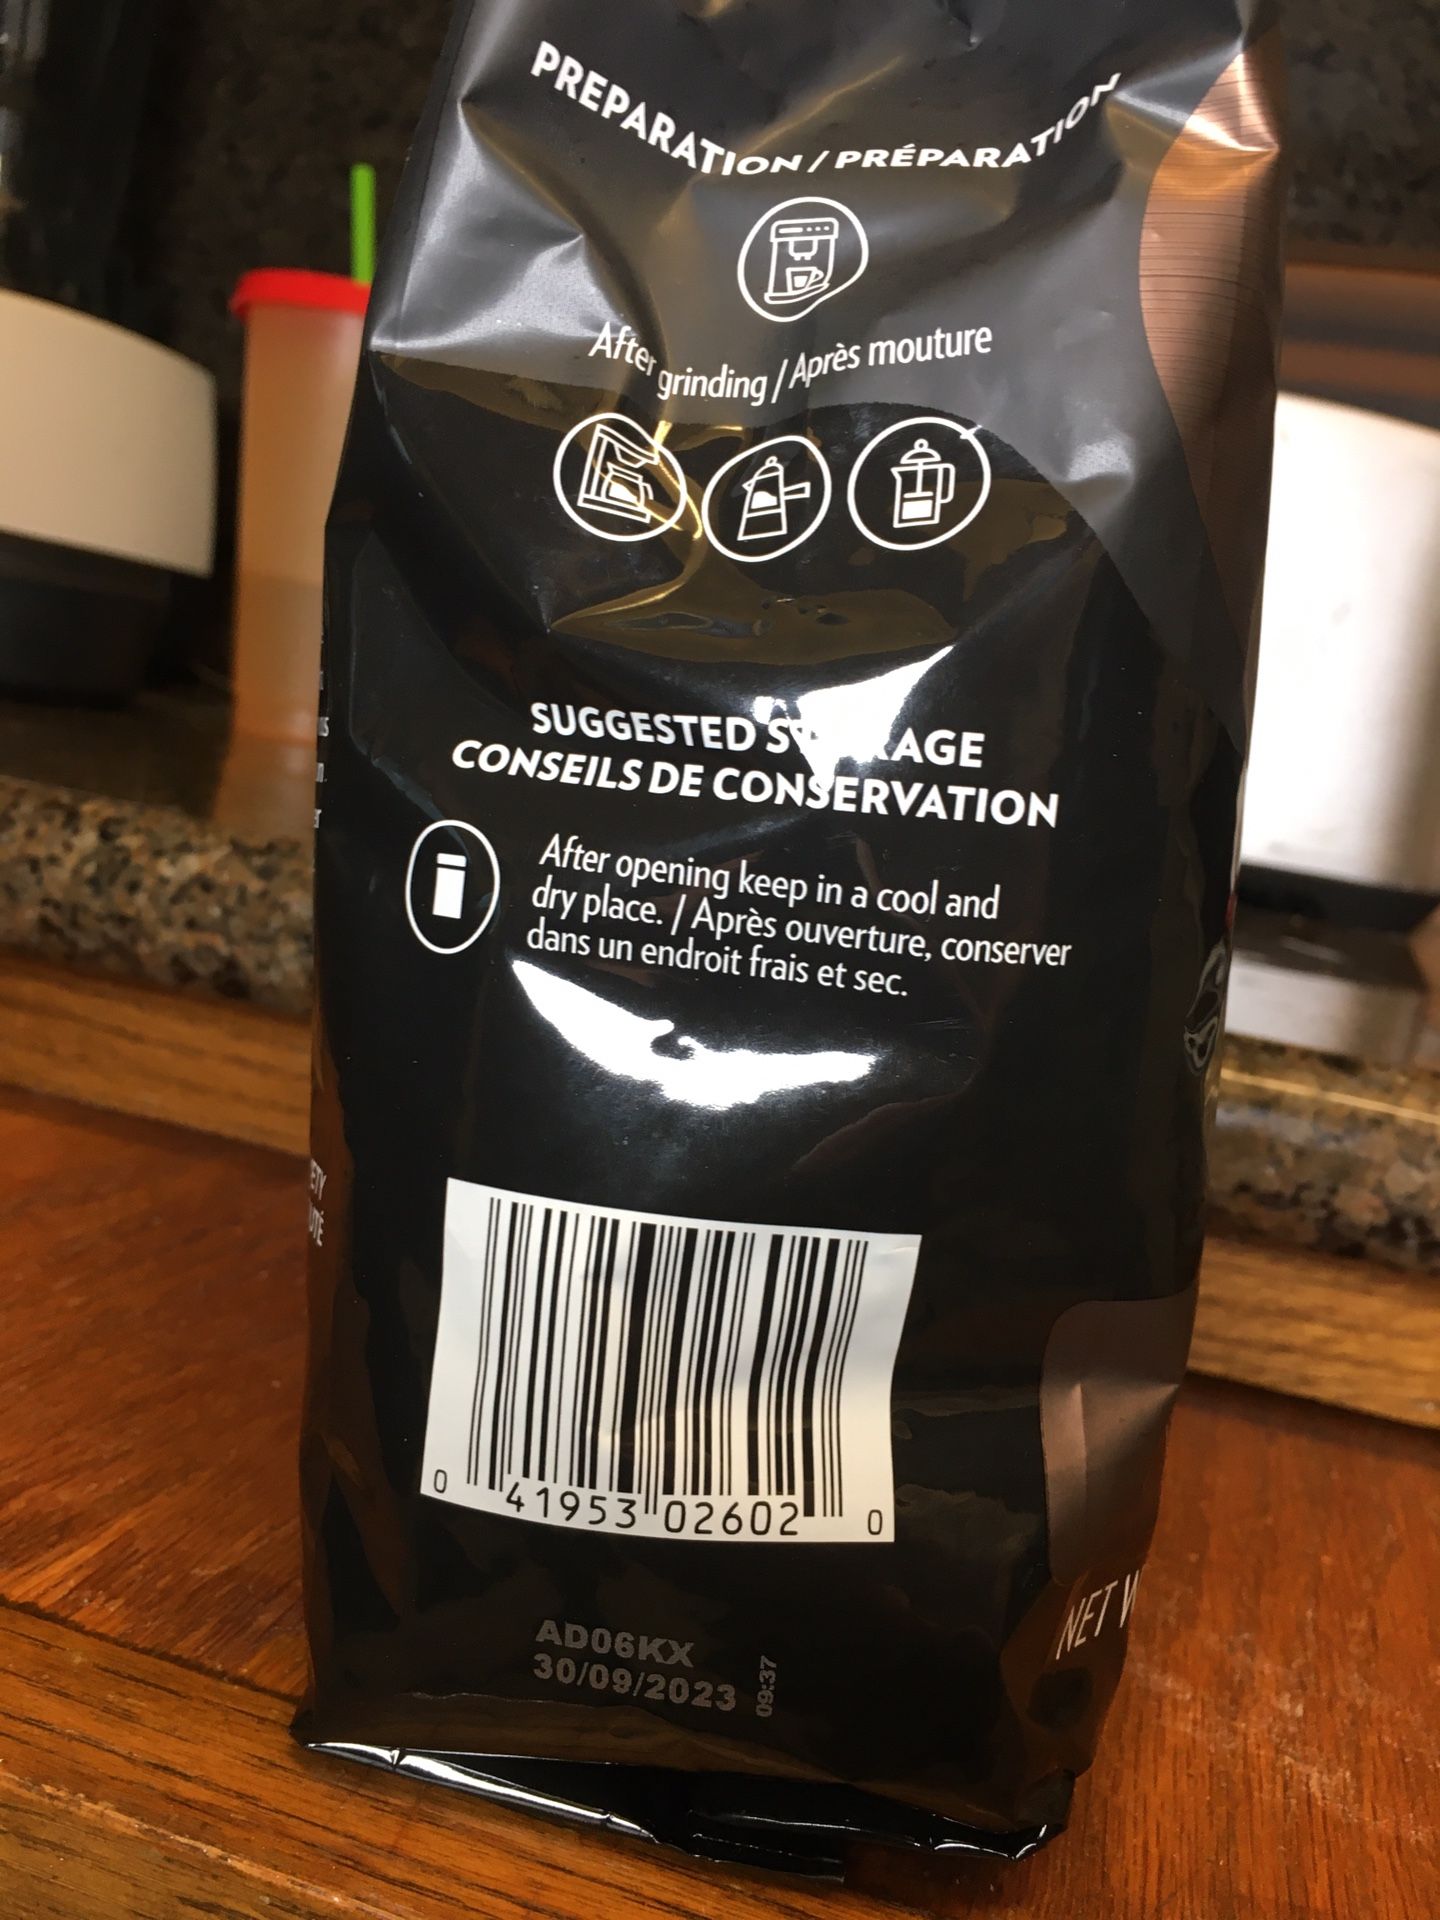 PREPARATION / PRÉPARATION
After grinding / Après mouture
SUGGESTED STORAGE
CONSEILS DE CONSERVATION
After opening keep in a cool and
dry place. / Après ouverture, conserver
dans un endroit frais et sec.
0 41953 02602 0
AD06KX
30/09/2023 09:37
NET